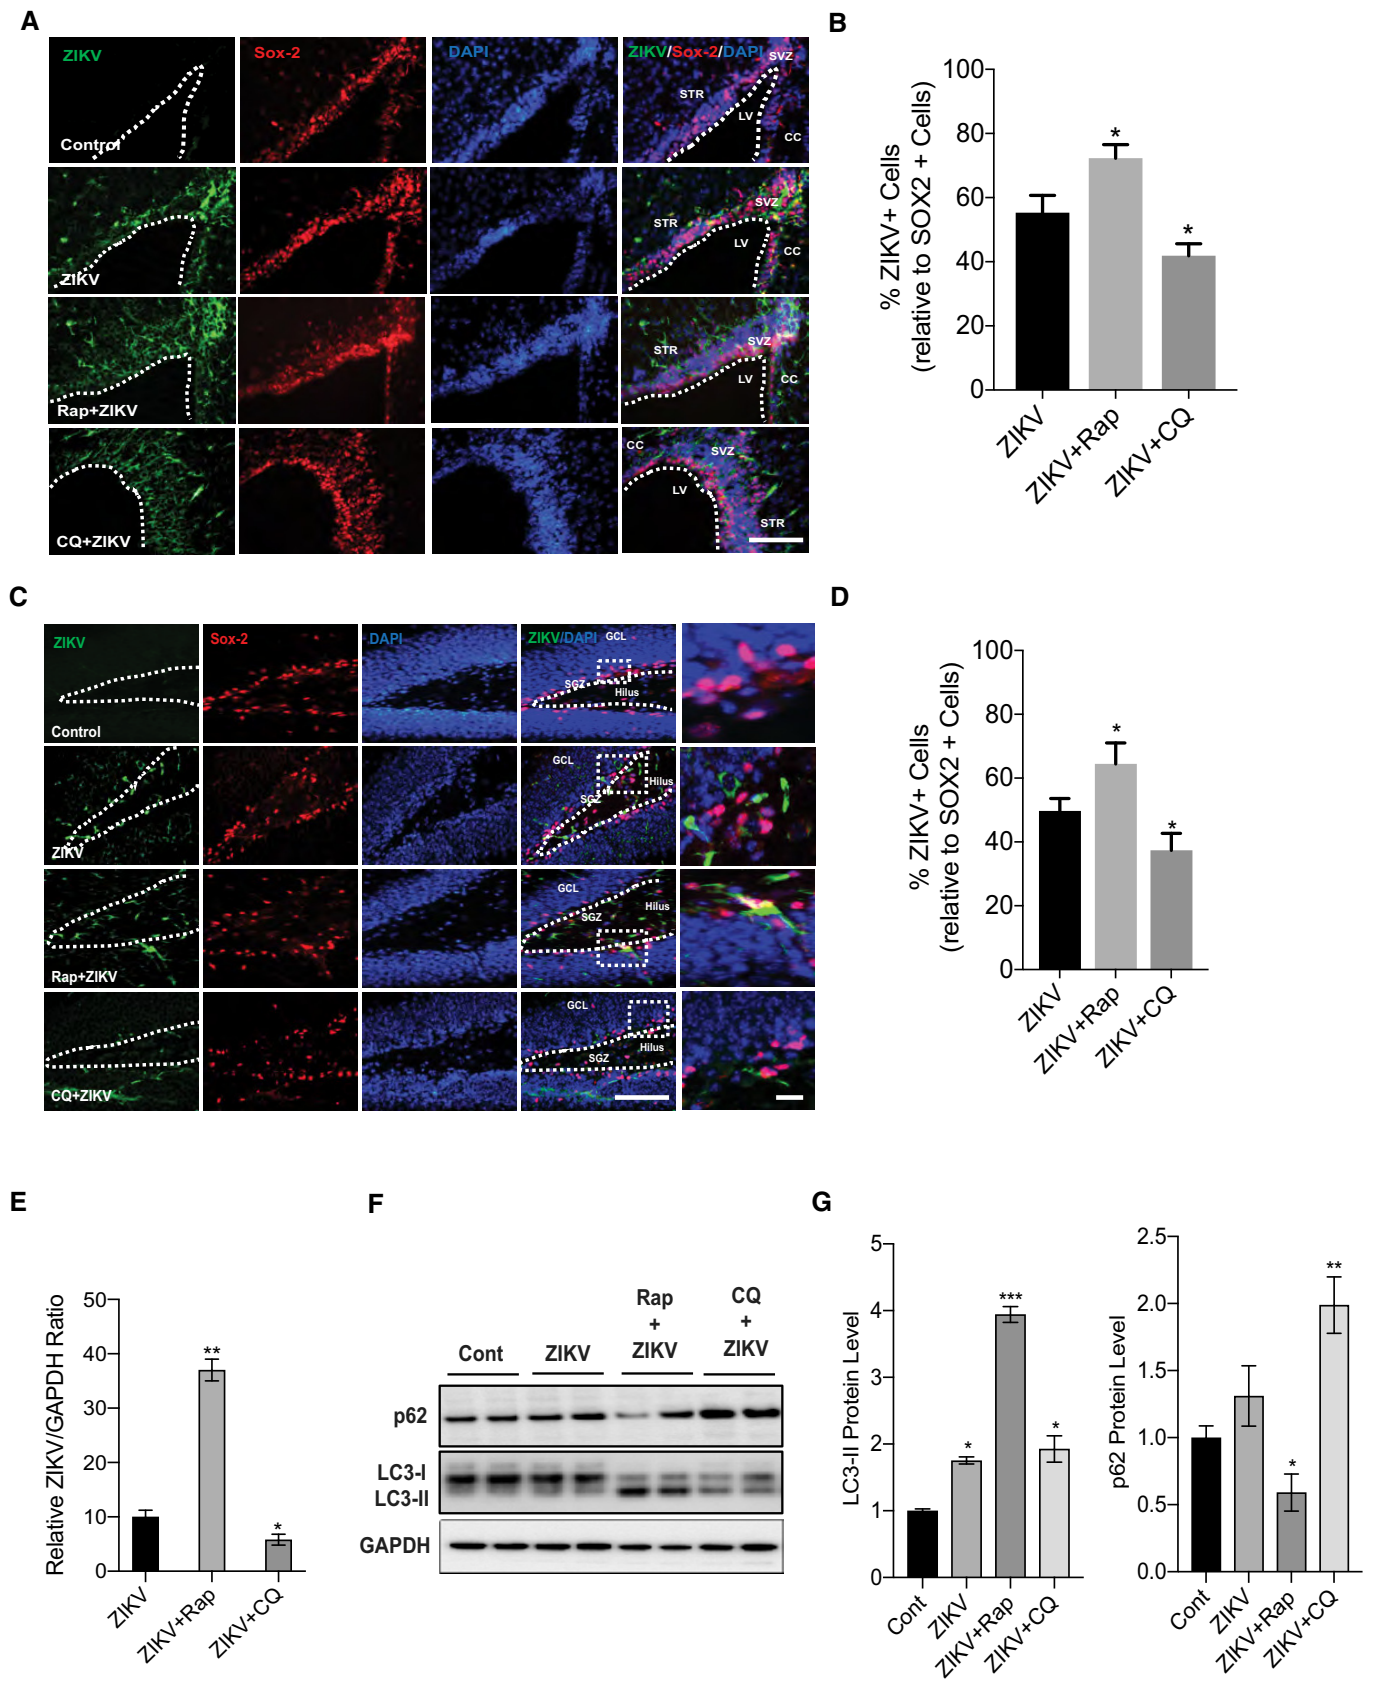 A
ZIKV
Sox-2
DAPI
ZIKV/Sox-2/DAPI
SVZ
STR
LV
CC
Control
SVZ
STR
LV
CC
ZIKV
SVZ
STR
LV
CC
Rap+ZIKV
CC
SVZ
LV
STR
CQ+ZIKV
B
% ZIKV+ Cells
(relative to SOX2 + Cells)
100
80
60
40
20
0
*
*
ZIKV
ZIKV+Rap
ZIKV+CQ
C
ZIKV
Sox-2
DAPI
ZIKV/DAPI
GCL
SGZ
Hilus
Control
GCL
Hilus
SGZ
ZIKV
GCL
Hilus
SGZ
Rap+ZIKV
GCL
Hilus
SGZ
CQ+ZIKV
D
% ZIKV+ Cells
(relative to SOX2 + Cells)
100
80
60
40
20
0
*
*
ZIKV
ZIKV+Rap
ZIKV+CQ
E
Relative ZIKV/GAPDH Ratio
50
40
30
20
10
0
**
*
ZIKV
ZIKV+Rap
ZIKV+CQ
F
Cont
ZIKV
Rap
+
ZIKV
CQ
+
ZIKV
p62
LC3-I
LC3-II
GAPDH
G
LC3-II Protein Level
5
4
3
2
1
0
*
***
*
Cont
ZIKV
ZIKV+Rap
ZIKV+CQ
p62 Protein Level
2.5
2.0
1.5
1.0
0.5
0.0
*
**
Cont
ZIKV
ZIKV+Rap
ZIKV+CQ